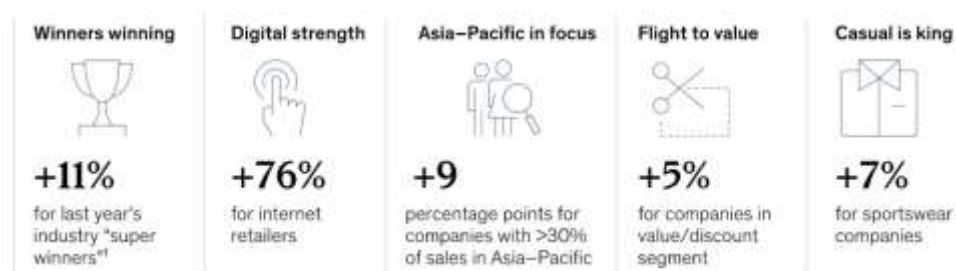 Winners winning
+11%
for last year's
industry "super
winners"¹
Digital strength
+76%
for internet
retailers
Asia–Pacific in focus
+9
percentage points for
companies with >30%
of sales in Asia–Pacific
Flight to value
+5%
for companies in
value/discount
segment
Casual is king
+7%
for sportswear
companies